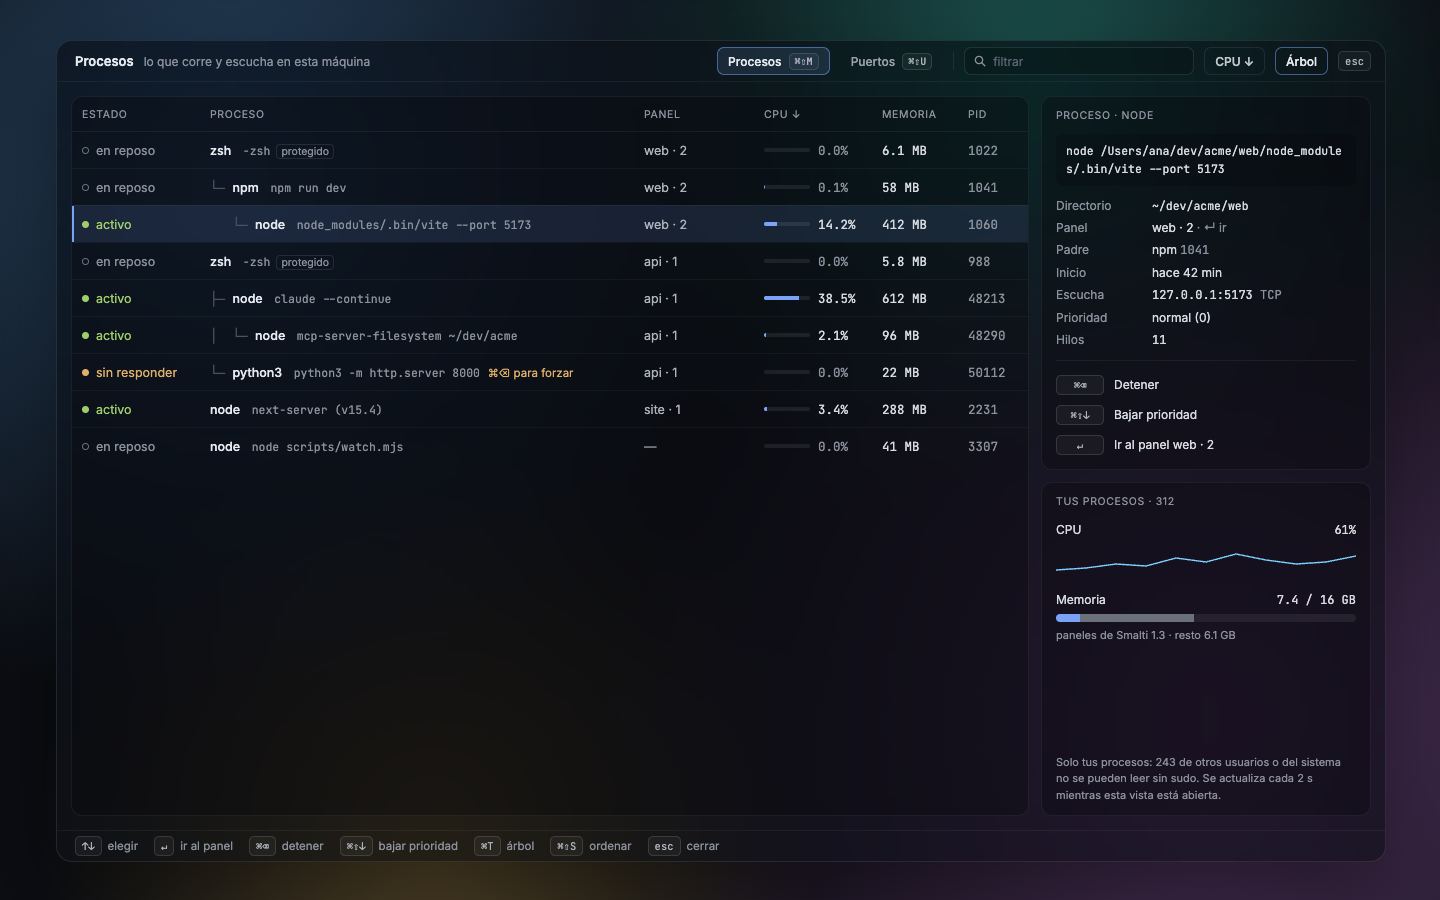 Procesos lo que corre y escucha en esta máquina Procesos ⌘⇧M Puertos ⌘⇧U filtrar CPU ↓ Árbol esc
ESTADO PROCESO PANEL CPU ↓ MEMORIA PID
en reposo zsh -zsh protegido web · 2 0.0% 6.1 MB 1022
en reposo └─ npm npm run dev web · 2 0.1% 58 MB 1041
activo └─ node node_modules/.bin/vite --port 5173 web · 2 14.2% 412 MB 1060
en reposo zsh -zsh protegido api · 1 0.0% 5.8 MB 988
activo ├─ node claude --continue api · 1 38.5% 612 MB 48213
activo │ └─ node mcp-server-filesystem ~/dev/acme api · 1 2.1% 96 MB 48290
sin responder └─ python3 python3 -m http.server 8000 ⌘⌫ para forzar api · 1 0.0% 22 MB 50112
activo node next-server (v15.4) site · 1 3.4% 288 MB 2231
en reposo node node scripts/watch.mjs — 0.0% 41 MB 3307
PROCESO · NODE
node /Users/ana/dev/acme/web/node_module
s/.bin/vite --port 5173
Directorio ~/dev/acme/web
Panel web · 2 · ↵ ir
Padre npm 1041
Inicio hace 42 min
Escucha 127.0.0.1:5173 TCP
Prioridad normal (0)
Hilos 11
⌘⌫ Detener
⌘⇧↓ Bajar prioridad
↵ Ir al panel web · 2
TUS PROCESOS · 312
CPU 61%
Memoria 7.4 / 16 GB
paneles de Smalti 1.3 · resto 6.1 GB
Solo tus procesos: 243 de otros usuarios o del sistema
no se pueden leer sin sudo. Se actualiza cada 2 s
mientras esta vista está abierta.
↑↓ elegir ↵ ir al panel ⌘⌫ detener ⌘⇧↓ bajar prioridad ⌘T árbol ⌘⇧S ordenar esc cerrar